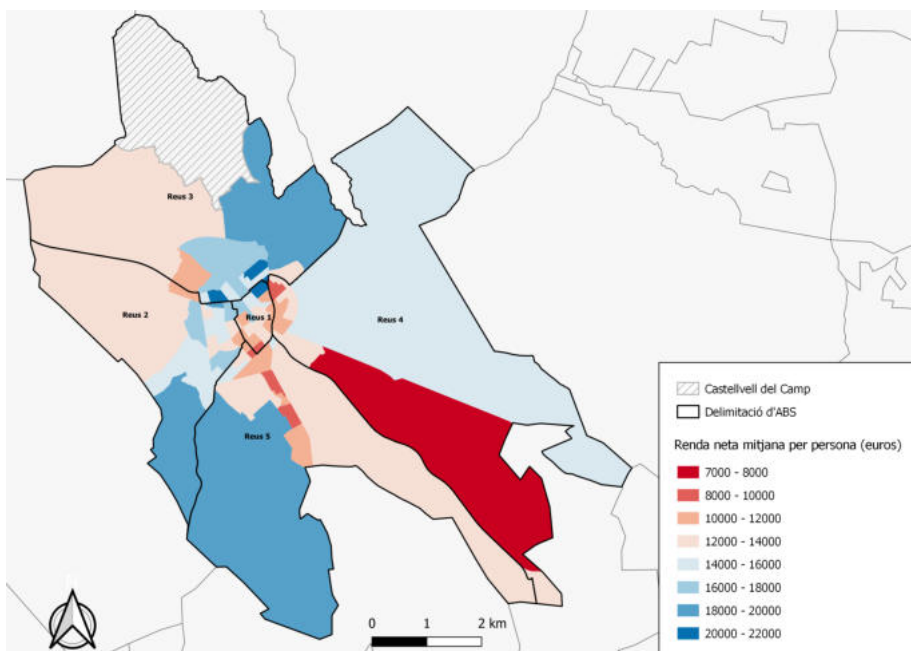 Reus 3
Reus 2
Reus 1
Reus 4
Reus 5
Castellvell del Camp
Delimitació d'ABS
Renda neta mitjana per persona (euros)
7000 - 8000
8000 - 10000
10000 - 12000
12000 - 14000
14000 - 16000
16000 - 18000
18000 - 20000
20000 - 22000
0 1 2 km